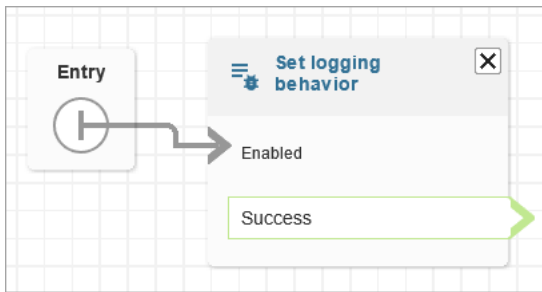 Entry
Set logging
behavior
Enabled
Success